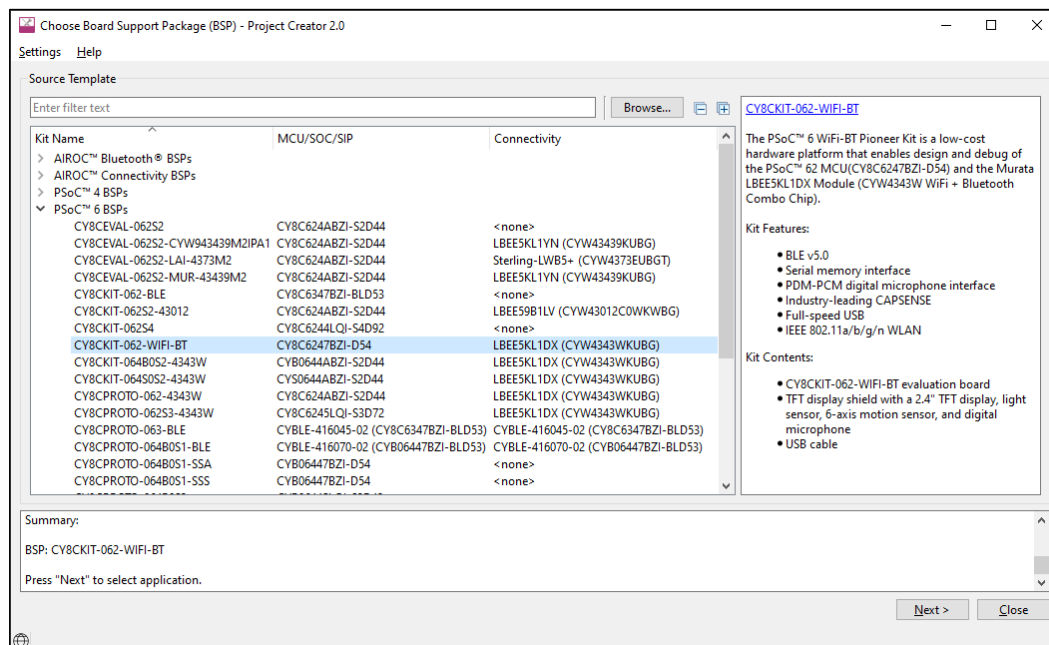 Choose Board Support Package (BSP) - Project Creator 2.0
Settings Help
Source Template
Enter filter text Browse...
Kit Name MCU/SOC/SIP Connectivity
AIROC™ Bluetooth® BSPs
AIROC™ Connectivity BSPs
PSoC™ 4 BSPs
PSoC™ 6 BSPs
CY8CEVAL-062S2 CY8C624ABZI-S2D44 <none>
CY8CEVAL-062S2-CYW943439M2IPA1 CY8C624ABZI-S2D44 LBEE5KL1YN (CYW43439KUBG)
CY8CEVAL-062S2-LAI-4373M2 CY8C624ABZI-S2D44 Sterling-LWB5+ (CYW4373EUBGT)
CY8CEVAL-062S2-MUR-43439M2 CY8C624ABZI-S2D44 LBEE5KL1YN (CYW43439KUBG)
CY8CKIT-062-BLE CY8C6347BZI-BLD53 <none>
CY8CKIT-062S2-43012 CY8C624ABZI-S2D44 LBEE59B1LV (CYW43012C0WKWBG)
CY8CKIT-062S4 CY8C6244LQI-S4D92 <none>
CY8CKIT-062-WIFI-BT CY8C6247BZI-D54 LBEE5KL1DX (CYW4343WKUBG)
CY8CKIT-064B0S2-4343W CYB0644ABZI-S2D44 LBEE5KL1DX (CYW4343WKUBG)
CY8CKIT-064S0S2-4343W CYS0644ABZI-S2D44 LBEE5KL1DX (CYW4343WKUBG)
CY8CPROTO-062-4343W CY8C624ABZI-S2D44 LBEE5KL1DX (CYW4343WKUBG)
CY8CPROTO-062S3-4343W CY8C6245LQI-S3D72 LBEE5KL1DX (CYW4343WKUBG)
CY8CPROTO-063-BLE CYBLE-416045-02 (CY8C6347BZI-BLD53) CYBLE-416045-02 (CY8C6347BZI-BLD53)
CY8CPROTO-064B0S1-BLE CYBLE-416070-02 (CYB06447BZI-BLD53) CYBLE-416070-02 (CYB06447BZI-BLD53)
CY8CPROTO-064B0S1-SSA CYB06447BZI-D54 <none>
CY8CPROTO-064B0S1-SSS CYB06447BZI-D54 <none>
CY8CKIT-062-WIFI-BT
The PSoC™ 6 WiFi-BT Pioneer Kit is a low-cost
hardware platform that enables design and debug of
the PSoC™ 62 MCU(CY8C6247BZI-D54) and the Murata
LBEE5KL1DX Module (CYW4343W WiFi + Bluetooth
Combo Chip).
Kit Features:
• BLE v5.0
• Serial memory interface
• PDM-PCM digital microphone interface
• Industry-leading CAPSENSE
• Full-speed USB
• IEEE 802.11a/b/g/n WLAN
Kit Contents:
• CY8CKIT-062-WIFI-BT evaluation board
• TFT display shield with a 2.4" TFT display, light
sensor, 6-axis motion sensor, and digital
microphone
• USB cable
Summary:
BSP: CY8CKIT-062-WIFI-BT
Press "Next" to select application.
Next > Close